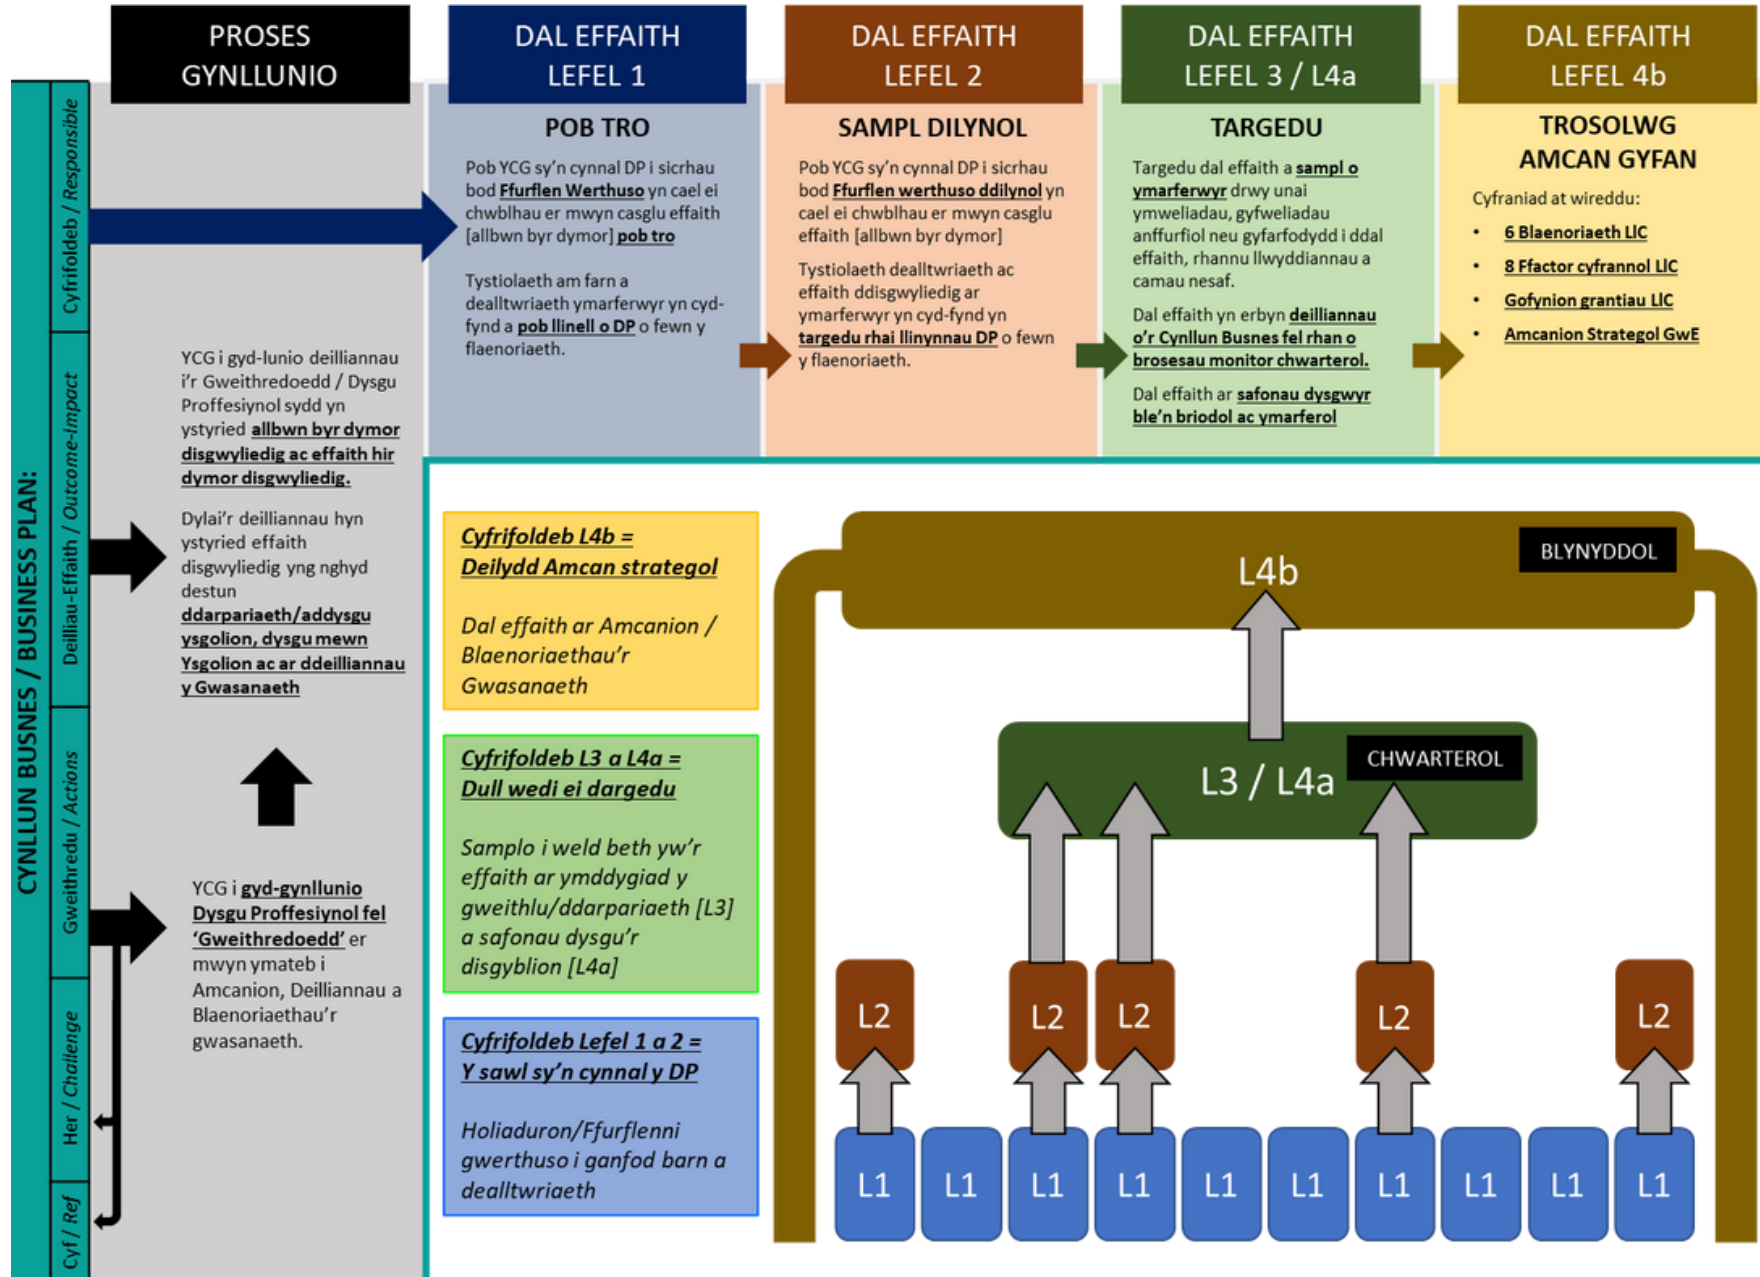 PROSES
GYNLLUNIO
DAL EFFAITH
LEFEL 1
DAL EFFAITH
LEFEL 2
DAL EFFAITH
LEFEL 3 / L4a
DAL EFFAITH
LEFEL 4b
CYNLLUN BUSNES / BUSINESS PLAN:
Cyfrifoldeb / Responsible
Deilliau-Effaith / Outcome-Impact
Gweithredu / Actions
Her / Challenge
Cyf / Ref
YCG i gyd-lunio deilliannau
i'r Gweithredoedd / Dysgu
Proffesiynol sydd yn
ystyried allbwn byr dymor
disgwyliedig ac effaith hir
dymor disgwyliedig.
Dylai'r deilliannau hyn
ystyried effaith
disgwyliedig yng nghyd
destun
ddarpariaeth/addysgu
ysgolion, dysgu mewn
Ysgolion ac ar ddeilliannau
y Gwasanaeth
YCG i gyd-gynllunio
Dysgu Proffesiynol fel
'Gweithredoedd' er
mwyn ymateb i
Amcanion, Deilliannau a
Blaenoriaethau'r
gwasanaeth.
POB TRO
Pob YCG sy'n cynnal DP i sicrhau
bod Ffurflen Werthuso yn cael ei
chwblhau er mwyn casglu effaith
[allbwn byr dymor] pob tro
Tystiolaeth am farn a
dealltwriaeth ymarferwyr yn cyd-
fynd a pob llinell o DP o fewn y
flaenoriaeth.
SAMPL DILYNOL
Pob YCG sy'n cynnal DP i sicrhau
bod Ffurflen werthuso ddilynol yn
cael ei chwblhau er mwyn casglu
effaith [allbwn byr dymor]
Tystiolaeth dealltwriaeth ac
effaith ddisgwyliedig ar
ymarferwyr yn cyd-fynd yn
targedu rhai llinynnau DP o fewn
y flaenoriaeth.
TARGEDU
Targedu dal effaith a sampl o
ymarferwyr drwy unai
ymweliadau, gyfweliadau
anffurfiol neu gyfarfodydd i ddal
effaith, rhannu llwyddiannau a
camau nesaf.
Dal effaith yn erbyn deilliannau
o'r Cynllun Busnes fel rhan o
brosesau monitor chwarterol.
Dal effaith ar safonau dysgwyr
ble'n briodol ac ymarferol
TROSOLWG
AMCAN GYFAN
Cyfraniad at wireddu:
• 6 Blaenoriaeth LlC
• 8 Ffactor cyfrannol LlC
• Gofynion grantiau LlC
• Amcanion Strategol GwE
Cyfrifoldeb L4b =
Deilydd Amcan strategol
Dal effaith ar Amcanion /
Blaenoriaethau'r
Gwasanaeth
Cyfrifoldeb L3 a L4a =
Dull wedi ei dargedu
Samplo i weld beth yw'r
effaith ar ymddygiad y
gweithlu/ddarpariaeth [L3]
a safonau dysgu'r
disgyblion [L4a]
Cyfrifoldeb Lefel 1 a 2 =
Y sawl sy'n cynnal y DP
Holiaduron/Ffurflenni
gwerthuso i ganfod barn a
dealltwriaeth
BLYNYDDOL
L4b
CHWARTEROL
L3 / L4a
L2 L2 L2 L2 L2
L1 L1 L1 L1 L1 L1 L1 L1 L1 L1